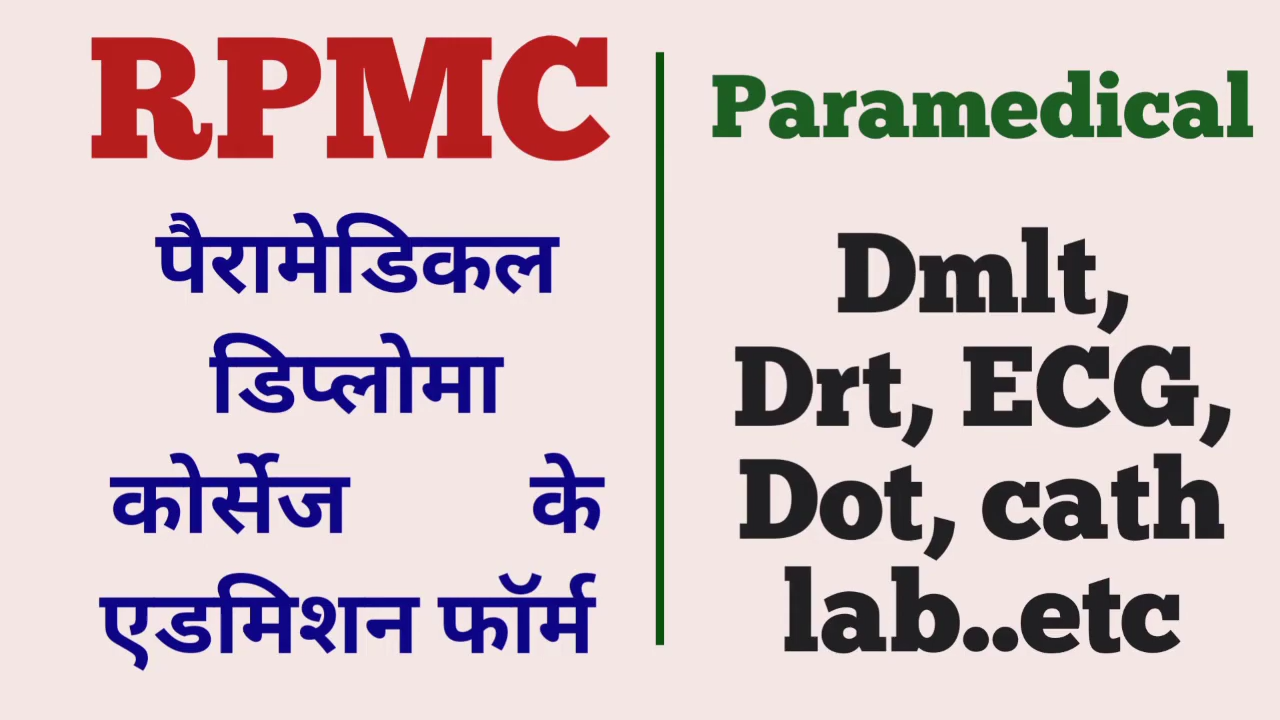 RPMC
पैरामेडिकल
डिप्लोमा
कोर्सेज के
एडमिशन फॉर्म
Paramedical
Dmlt,
Drt, ECG,
Dot, cath
lab..etc